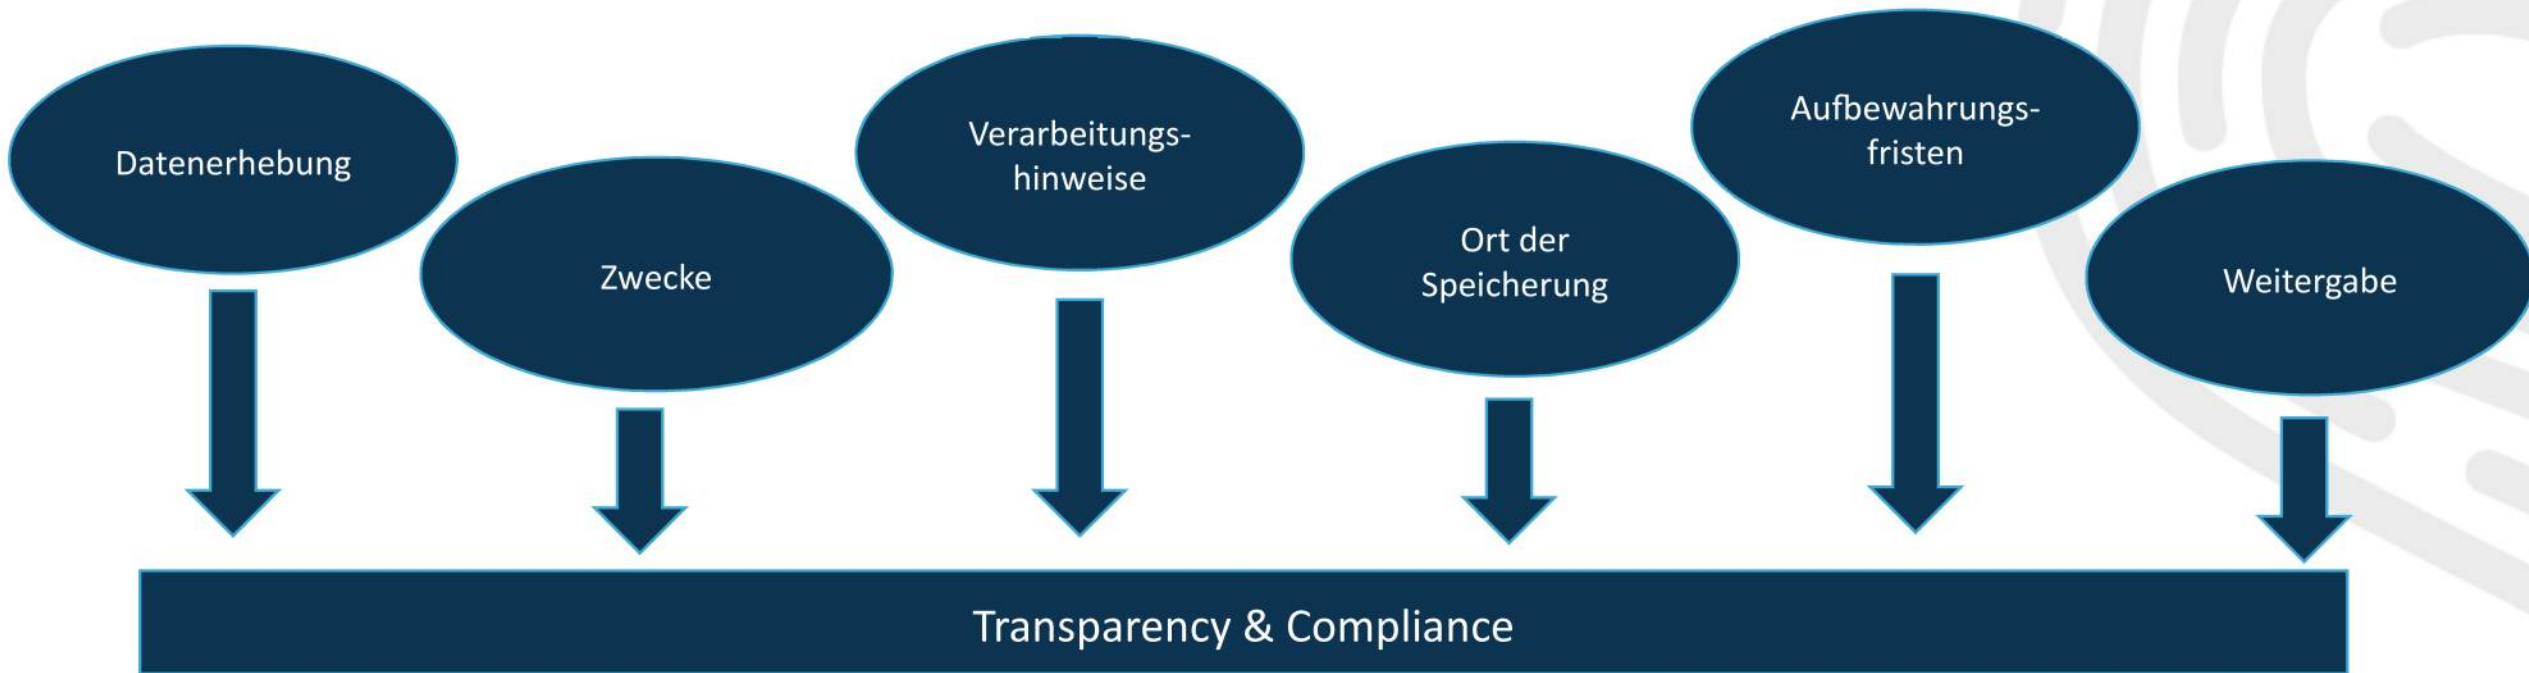 Datenerhebung
Zwecke
Verarbeitungs-
hinweise
Ort der
Speicherung
Aufbewahrungs-
fristen
Weitergabe
Transparency & Compliance